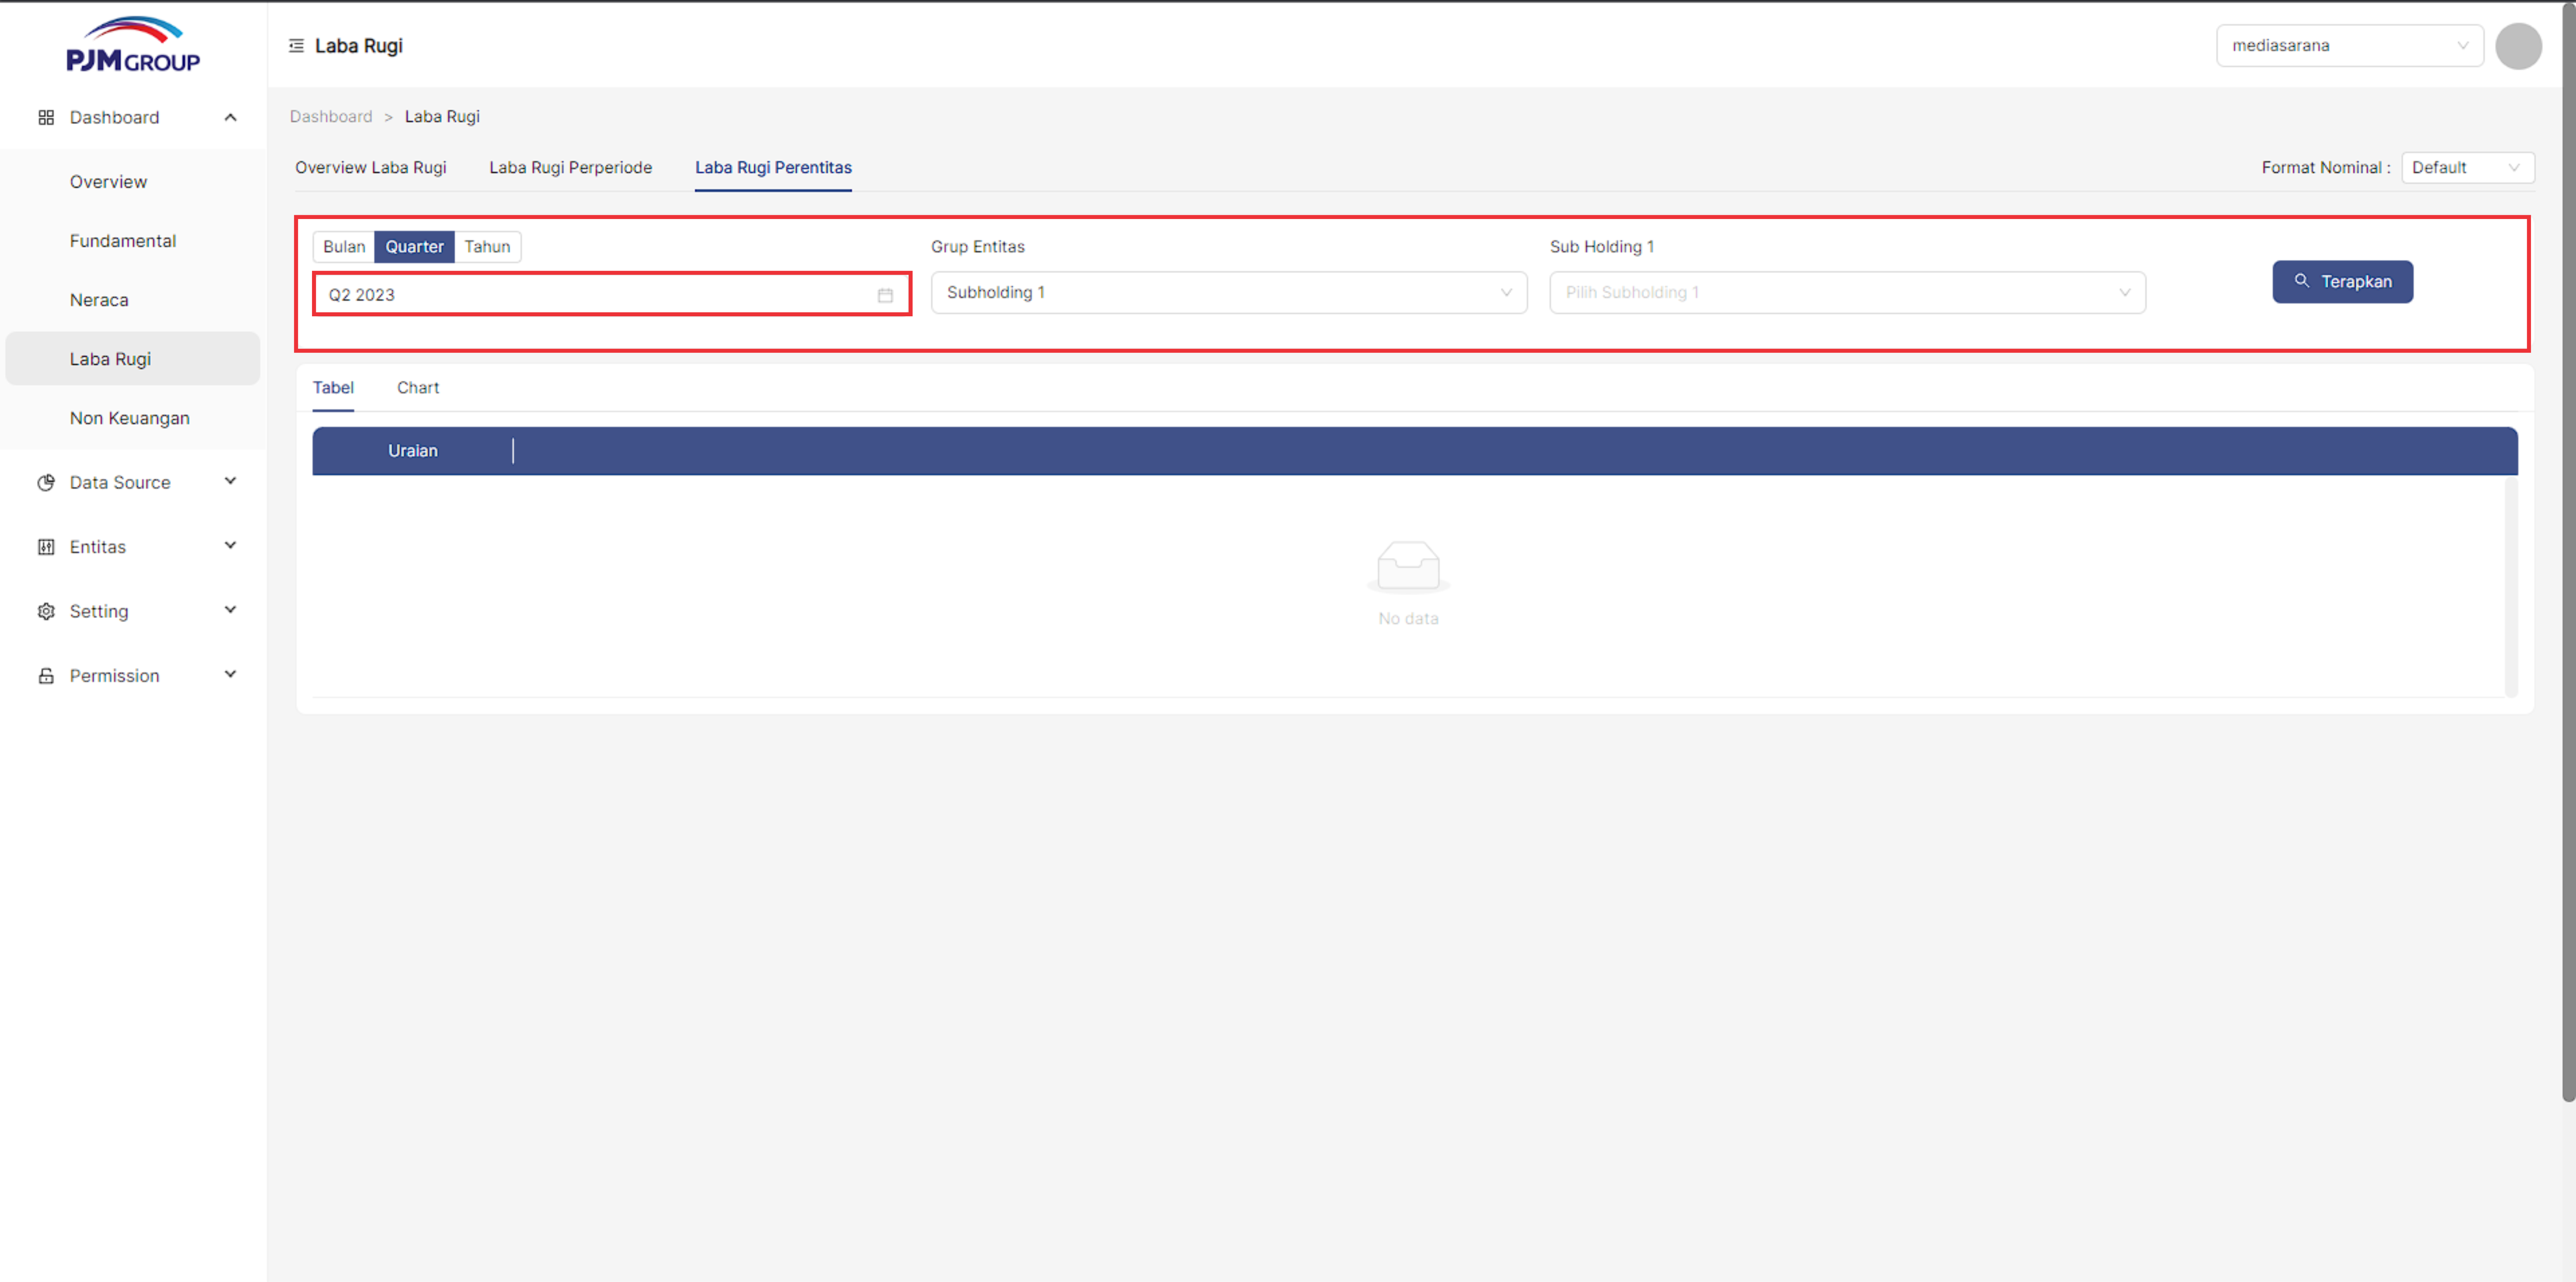 PJM GROUP
Laba Rugi
mediasarana
Dashboard
Overview
Fundamental
Neraca
Laba Rugi
Non Keuangan
Data Source
Entitas
Setting
Permission
Dashboard > Laba Rugi
Overview Laba Rugi Laba Rugi Perperiode Laba Rugi Perentitas
Format Nominal : Default
Bulan Quarter Tahun
Q2 2023
Grup Entitas
Subholding 1
Sub Holding 1
Pilih Subholding 1
Terapkan
Tabel Chart
Uraian
No data